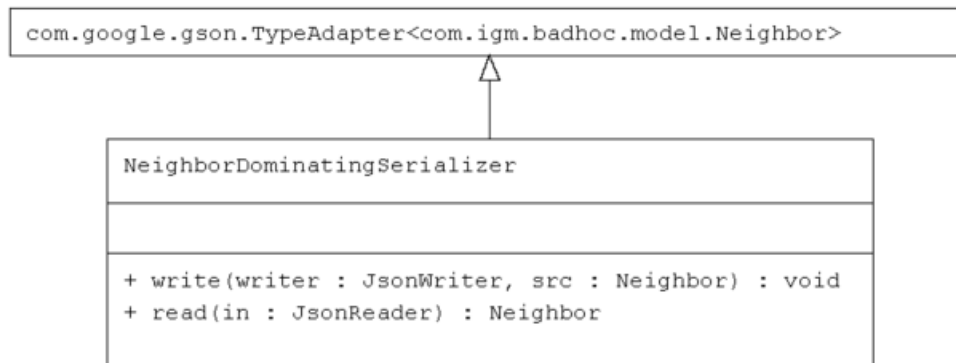 com.google.gson.TypeAdapter<com.igm.badhoc.model.Neighbor>
NeighborDominatingSerializer
+ write(writer : JsonWriter, src : Neighbor) : void
+ read(in : JsonReader) : Neighbor